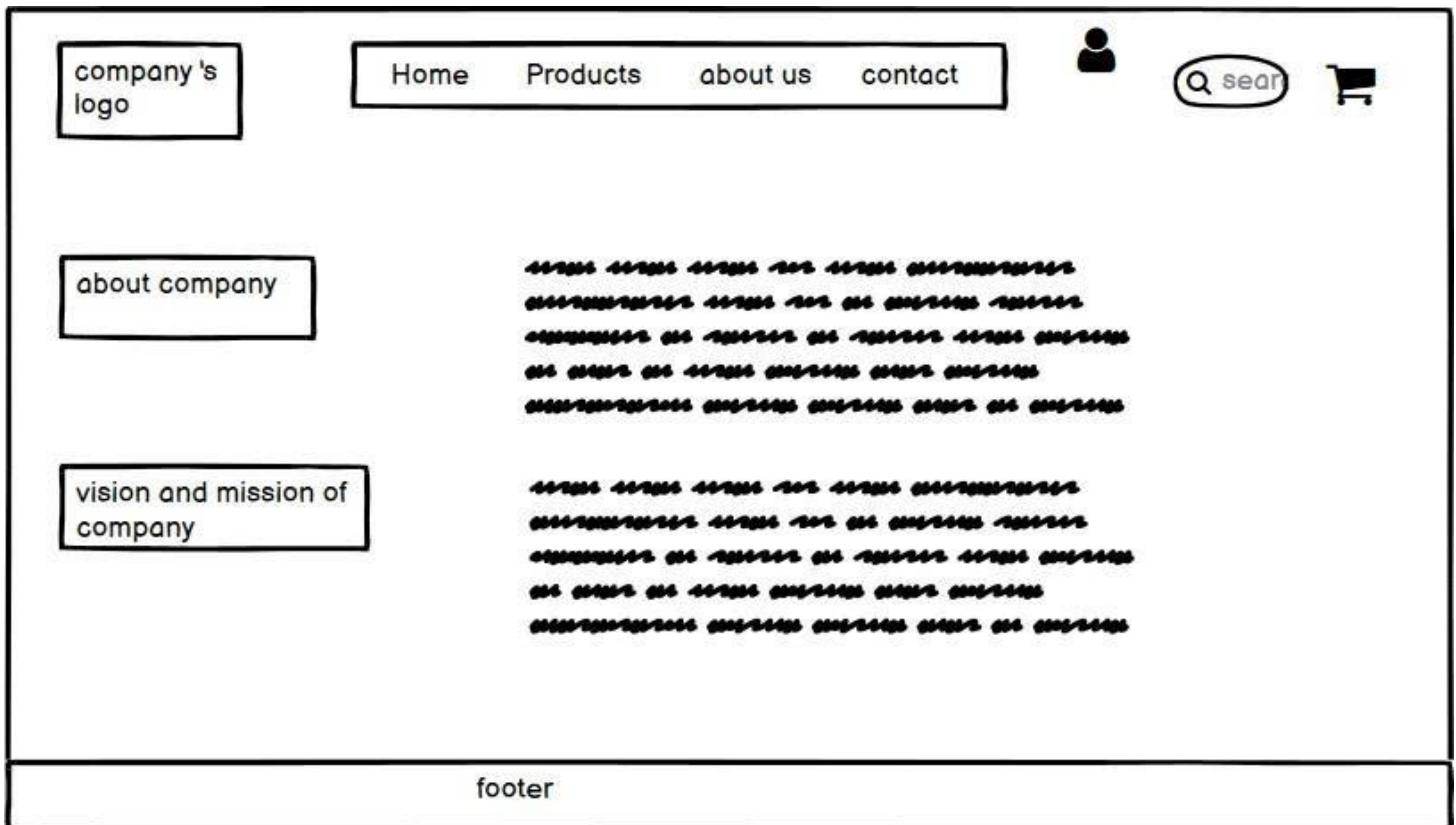 company 's
logo
Home Products about us contact
sear
about company
vision and mission of
company
footer